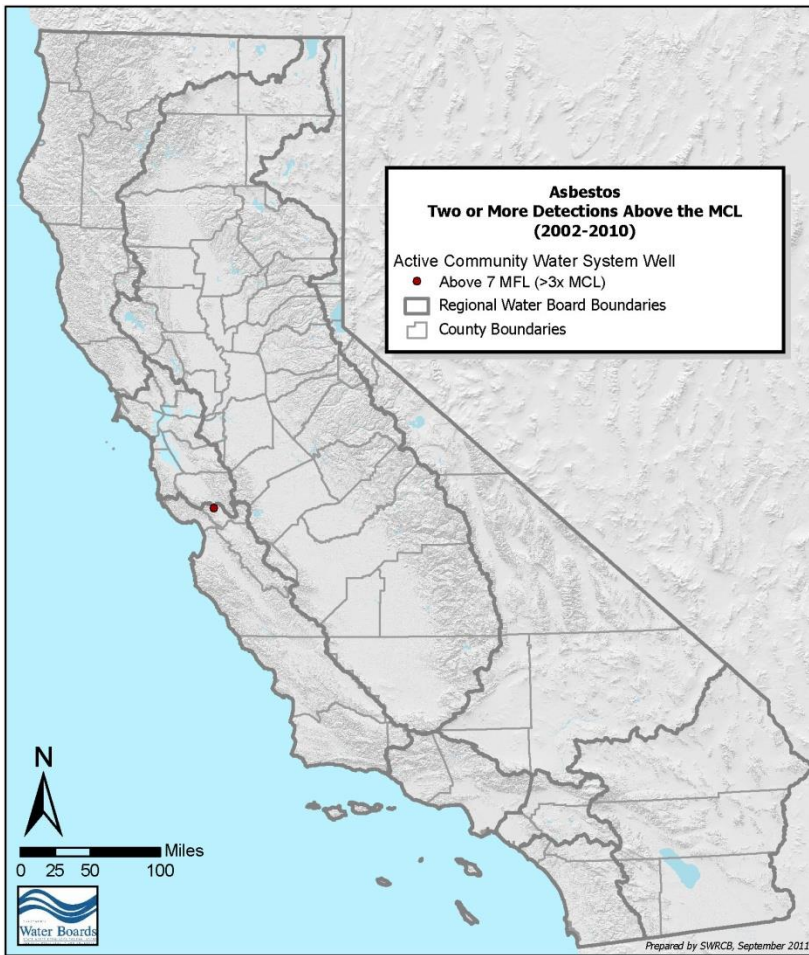 Asbestos
Two or More Detections Above the MCL
(2002-2010)
Active Community Water System Well
Above 7 MFL (>3x MCL)
Regional Water Board Boundaries
County Boundaries
N
Miles
0 25 50 100
Water Boards
Prepared by SWRCB, September 2011